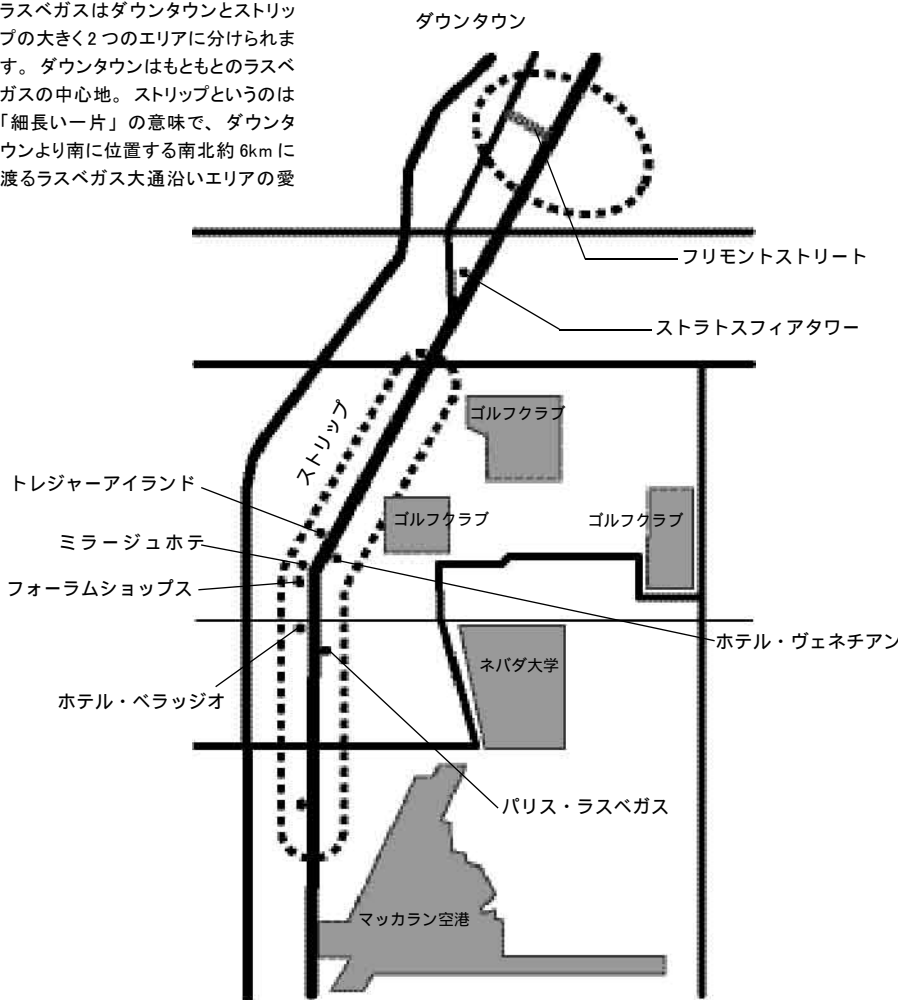 ラスベガスはダウンタウンとストリッ
プの大きく2つのエリアに分けられま
す。ダウンタウンはもともとのラスベ
ガスの中心地。ストリップというのは
「細長い一片」の意味で、ダウンタ
ウンより南に位置する南北約6kmに
渡るラスベガス大通沿いエリアの愛
ダウンタウン
フリモントストリート
ストラトスフィアタワー
ストリップ
ゴルフクラブ
トレジャーアイランド
ゴルフクラブ
ゴルフクラブ
ミラージュホテ
フォーラムショップス
ホテル・ヴェネチアン
ネバダ大学
ホテル・ベラッジオ
パリス・ラスベガス
マッカラン空港